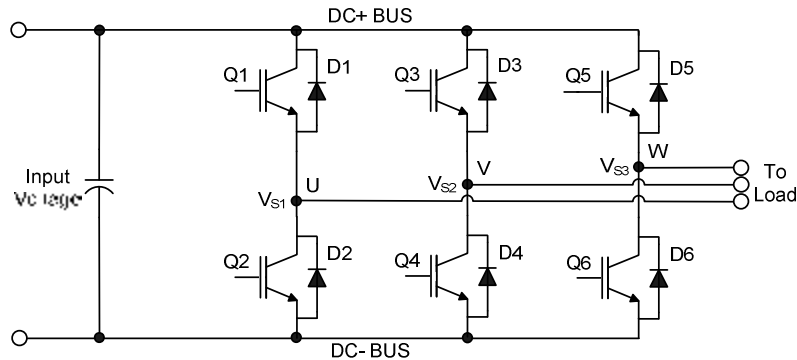 DC+ BUS
Q1
D1
Q3
D3
Q5
D5
Input
VS1
U
VS2
V
VS3
W
To
Load
Q2
D2
Q4
D4
Q6
D6
DC- BUS